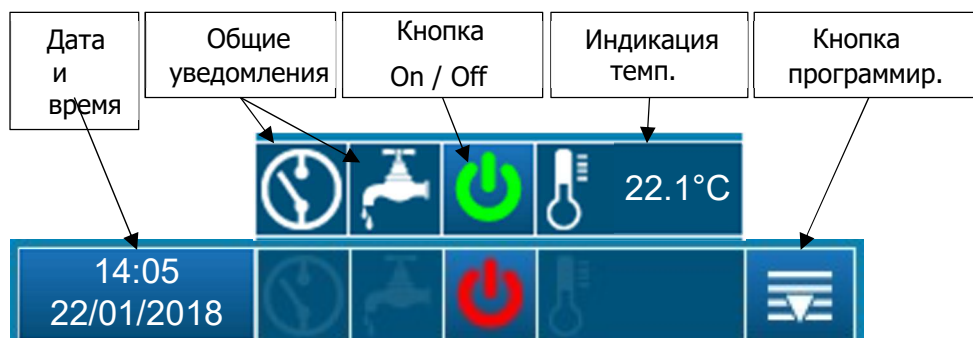 Дата
и
время
Общие
уведомления
Кнопка
On / Off
Индикация
темп.
Кнопка
программир.
22.1°C
14:05
22/01/2018